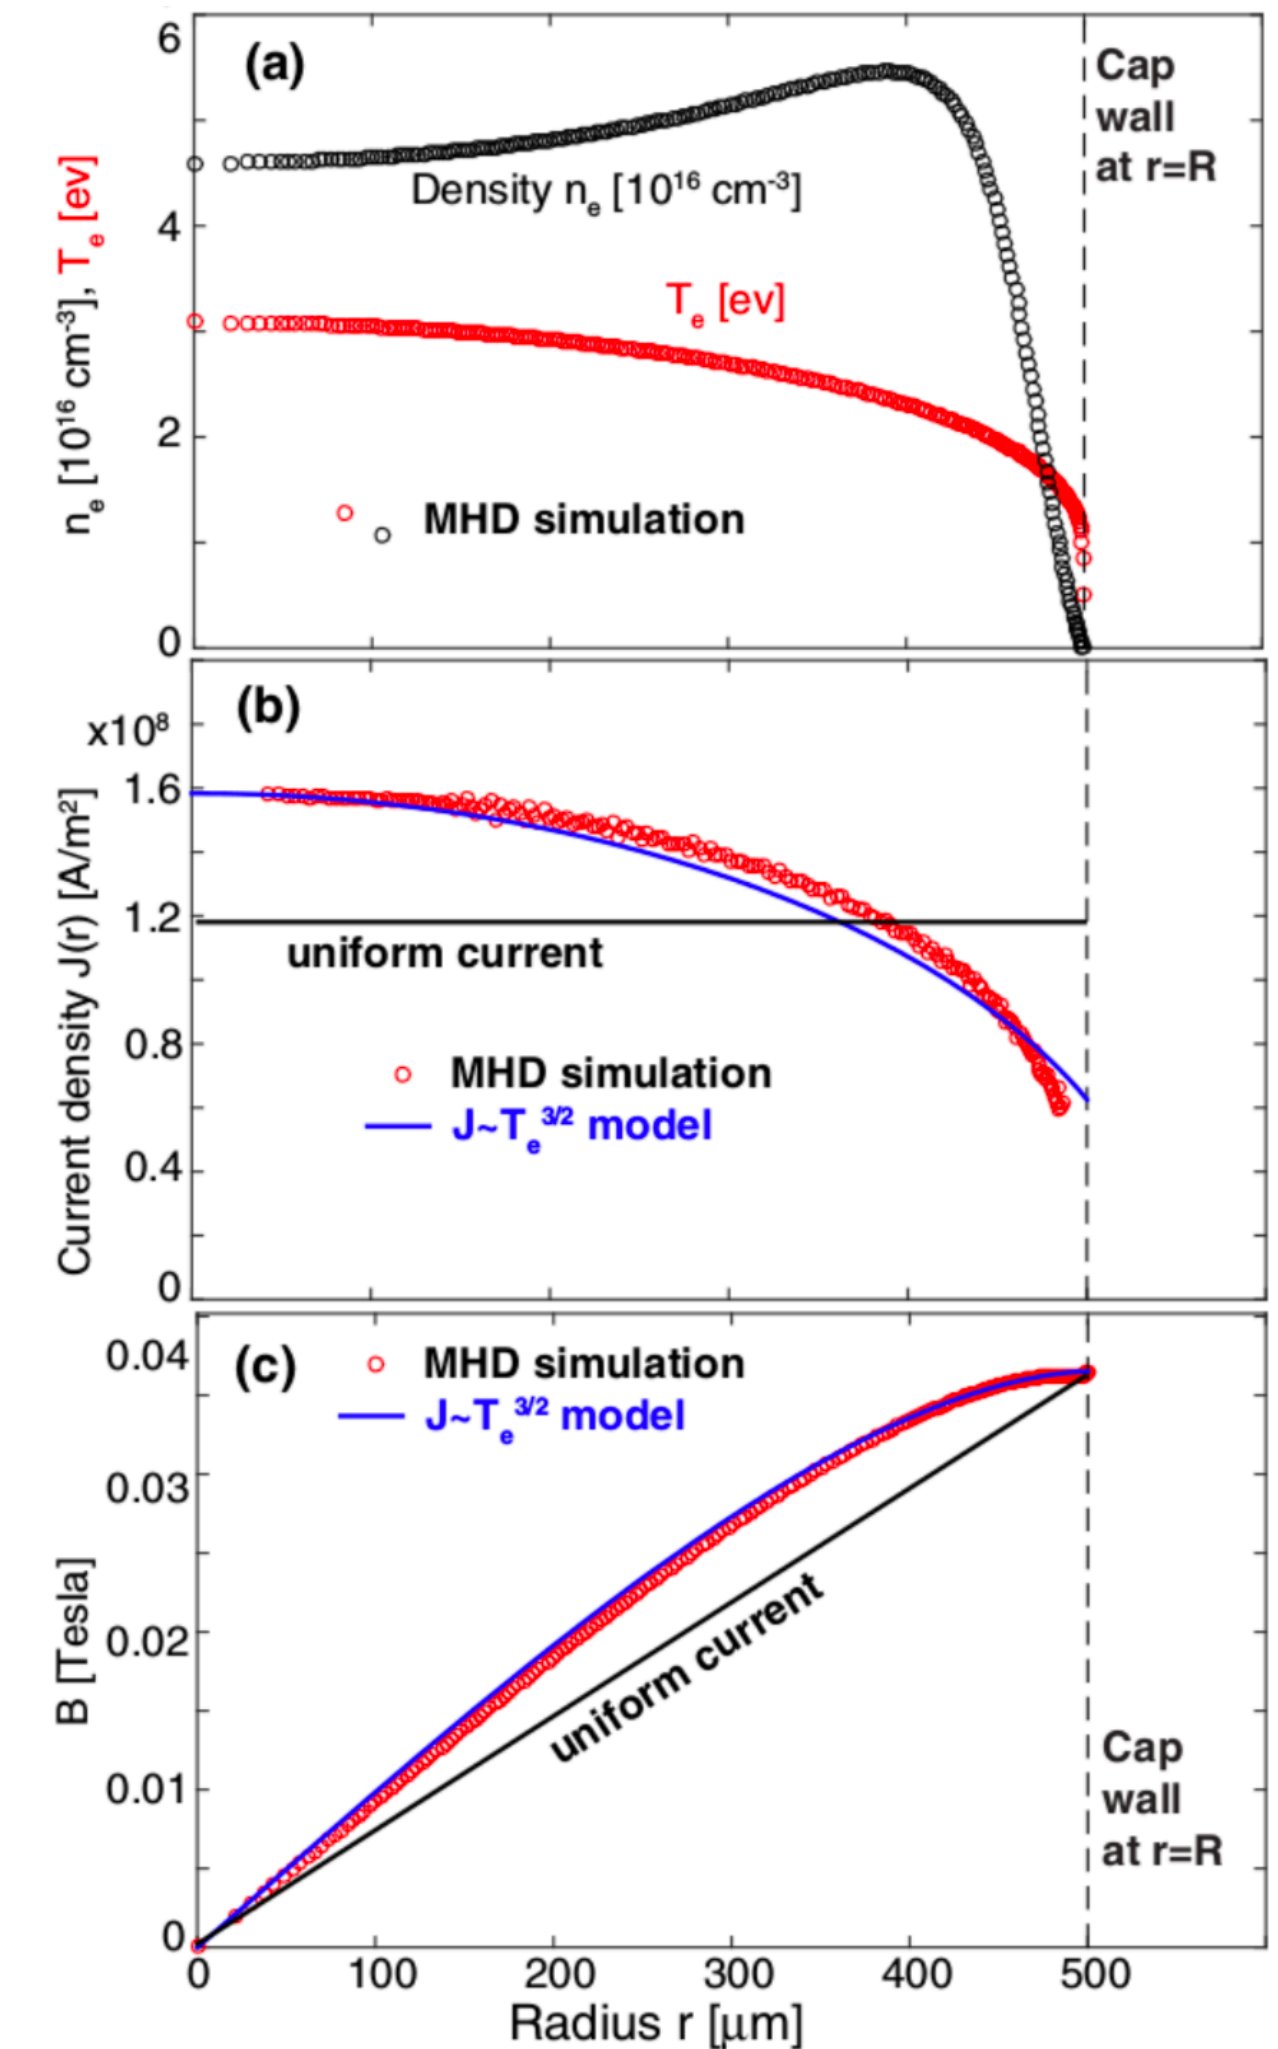 (a)
Cap
wall
at r=R
6
4
2
0
n_e [10^16 cm^-3], T_e [ev]
Density n_e [10^16 cm^-3]
T_e [ev]
MHD simulation
(b)
x10^8
1.6
1.2
0.8
0.4
0
Current density J(r) [A/m^2]
uniform current
MHD simulation
J~T_e^3/2 model
(c)
MHD simulation
J~T_e^3/2 model
0.04
0.03
0.02
0.01
0
B [Tesla]
uniform current
Cap
wall
at r=R
0 100 200 300 400 500
Radius r [μm]